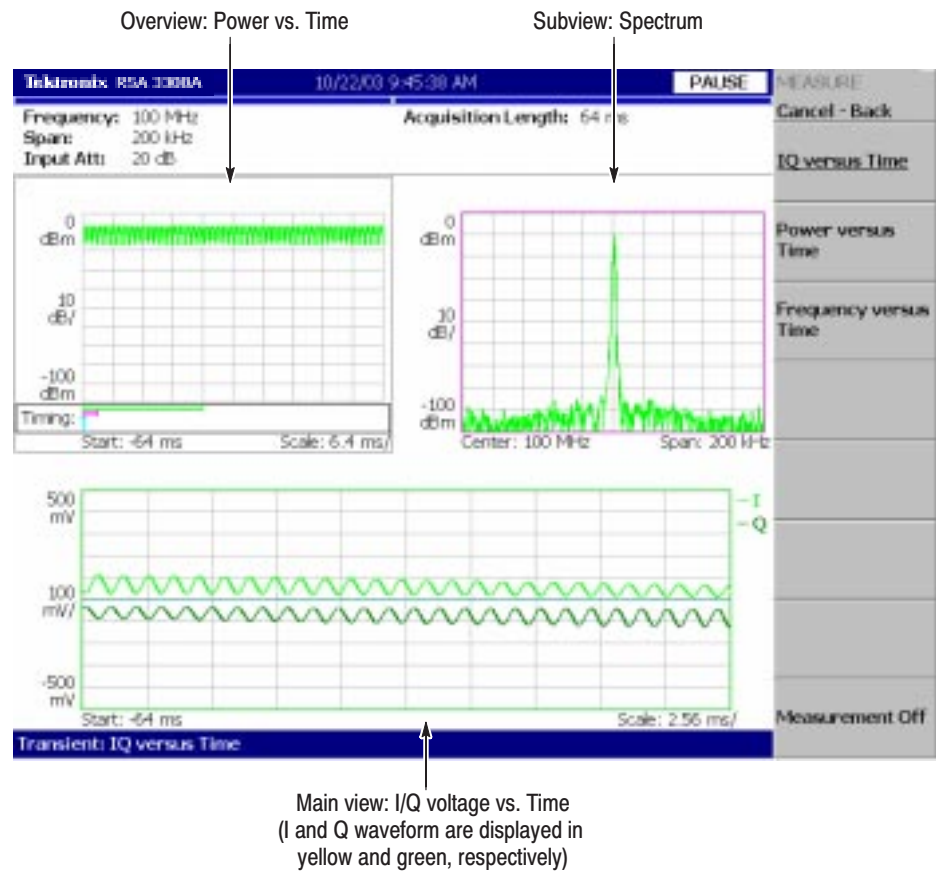 Overview: Power vs. Time
Subview: Spectrum
Tektronix RSA 3308A
10/22/03 9:45:38 AM
PAUSE
MEASURE
Frequency: 100 MHz
Acquisition Length: 64 ms
Cancel - Back
Span: 200 kHz
Input Att: 20 dB
IQ versus Time
0
dBm
10
dB/
-100
dBm
Timing:
Start: -64 ms
Scale: 6.4 ms/
0
dBm
10
dB/
-100
dBm
Center: 100 MHz
Span: 200 kHz
Power versus
Time
Frequency versus
Time
500
mV
100
mV/
-500
mV
I
Q
Start: -64 ms
Scale: 2.56 ms/
Measurement Off
Transient: IQ versus Time
Main view: I/Q voltage vs. Time
(I and Q waveform are displayed in
yellow and green, respectively)